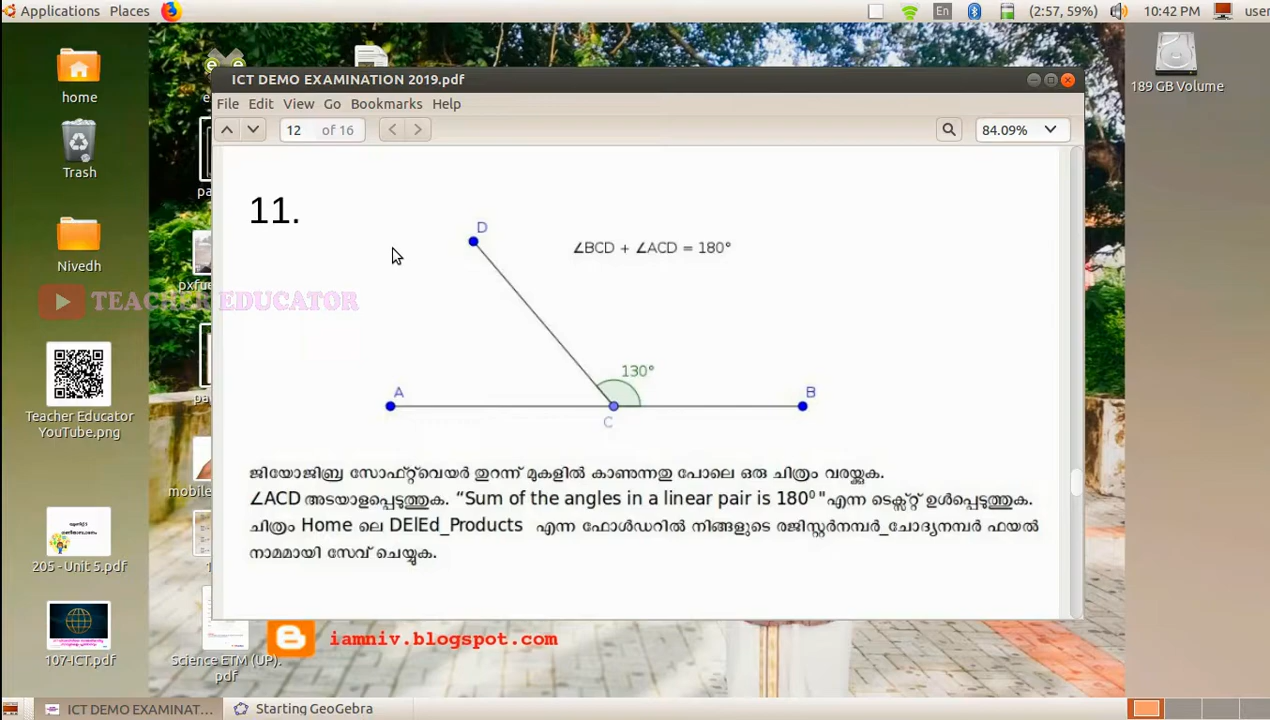 Applications Places En (2:57, 59%) 10:42 PM user
ICT DEMO EXAMINATION 2019.pdf
File Edit View Go Bookmarks Help
12 of 16 84.09%
11.
D
∠BCD + ∠ACD = 180°
130°
A
B
C
ജിയോജിബ്ര സോഫ്റ്റ്‌വെയർ തുറന്ന് മുകളിൽ കാണുന്നതു പോലെ ഒരു ചിത്രം വരയ്ക്കുക.
∠ACD അടയാളപ്പെടുത്തുക. “Sum of the angles in a linear pair is 180⁰"എന്ന ടെക്സ്റ്റ് ഉൾപ്പെടുത്തുക.
ചിത്രം Home ലെ DElEd_Products എന്ന ഫോൾഡറിൽ നിങ്ങളുടെ രജിസ്റ്റർനമ്പർ_ചോദ്യനമ്പർ ഫയൽ
നാമമായി സേവ് ചെയ്യുക.
home
Trash
Nivedh
TEACHER EDUCATOR
Teacher Educator
YouTube.png
205 - Unit 5.pdf
107-ICT.pdf
189 GB Volume
pxfue
mobile
Science ETM (UP).
pdf
iamniv.blogspot.com
ICT DEMO EXAMINAT...
Starting GeoGebra